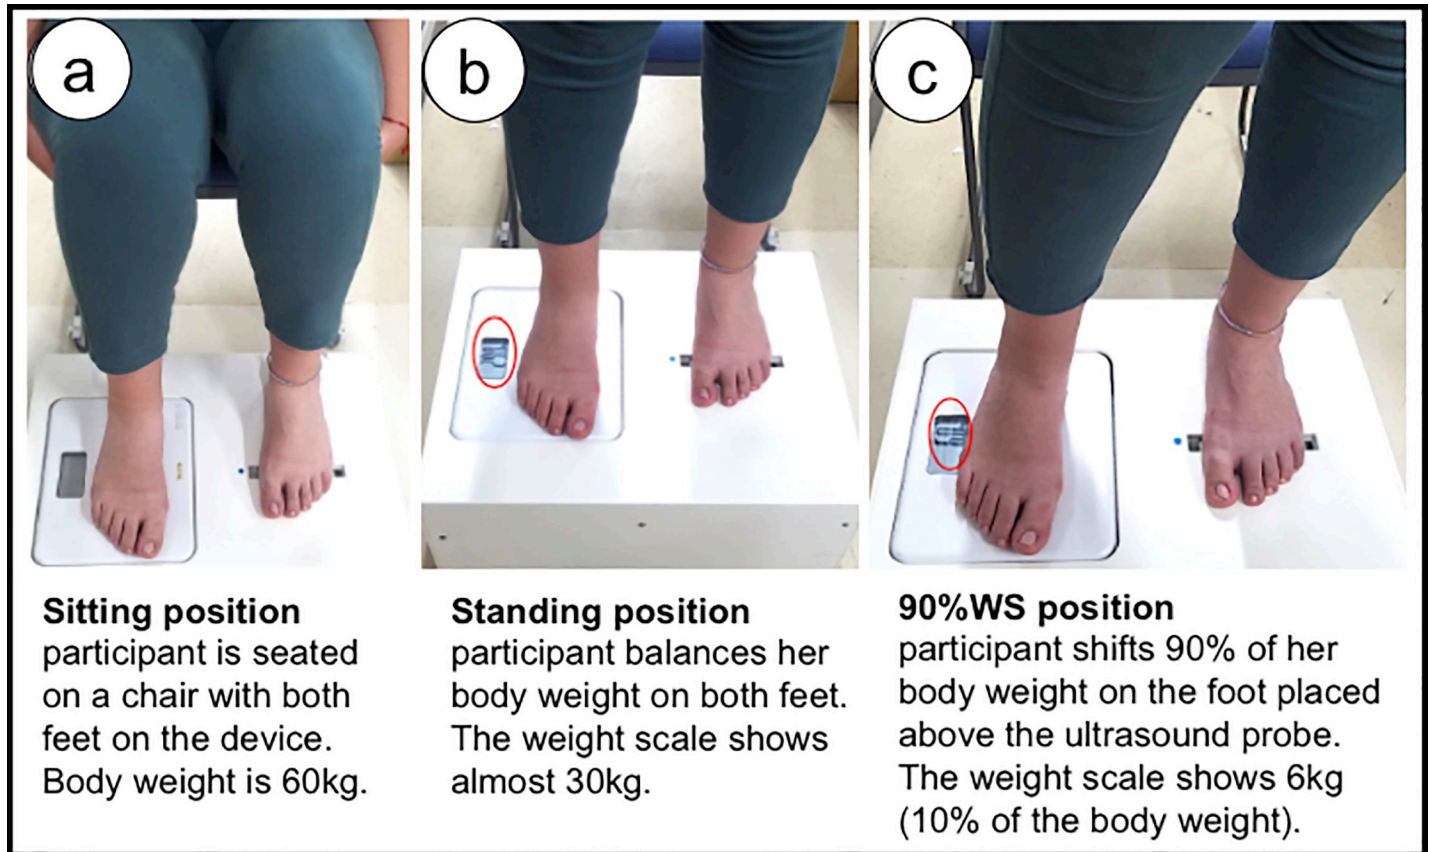 a
b
c
Sitting position
participant is seated
on a chair with both
feet on the device.
Body weight is 60kg.
Standing position
participant balances her
body weight on both feet.
The weight scale shows
almost 30kg.
90%WS position
participant shifts 90% of her
body weight on the foot placed
above the ultrasound probe.
The weight scale shows 6kg
(10% of the body weight).